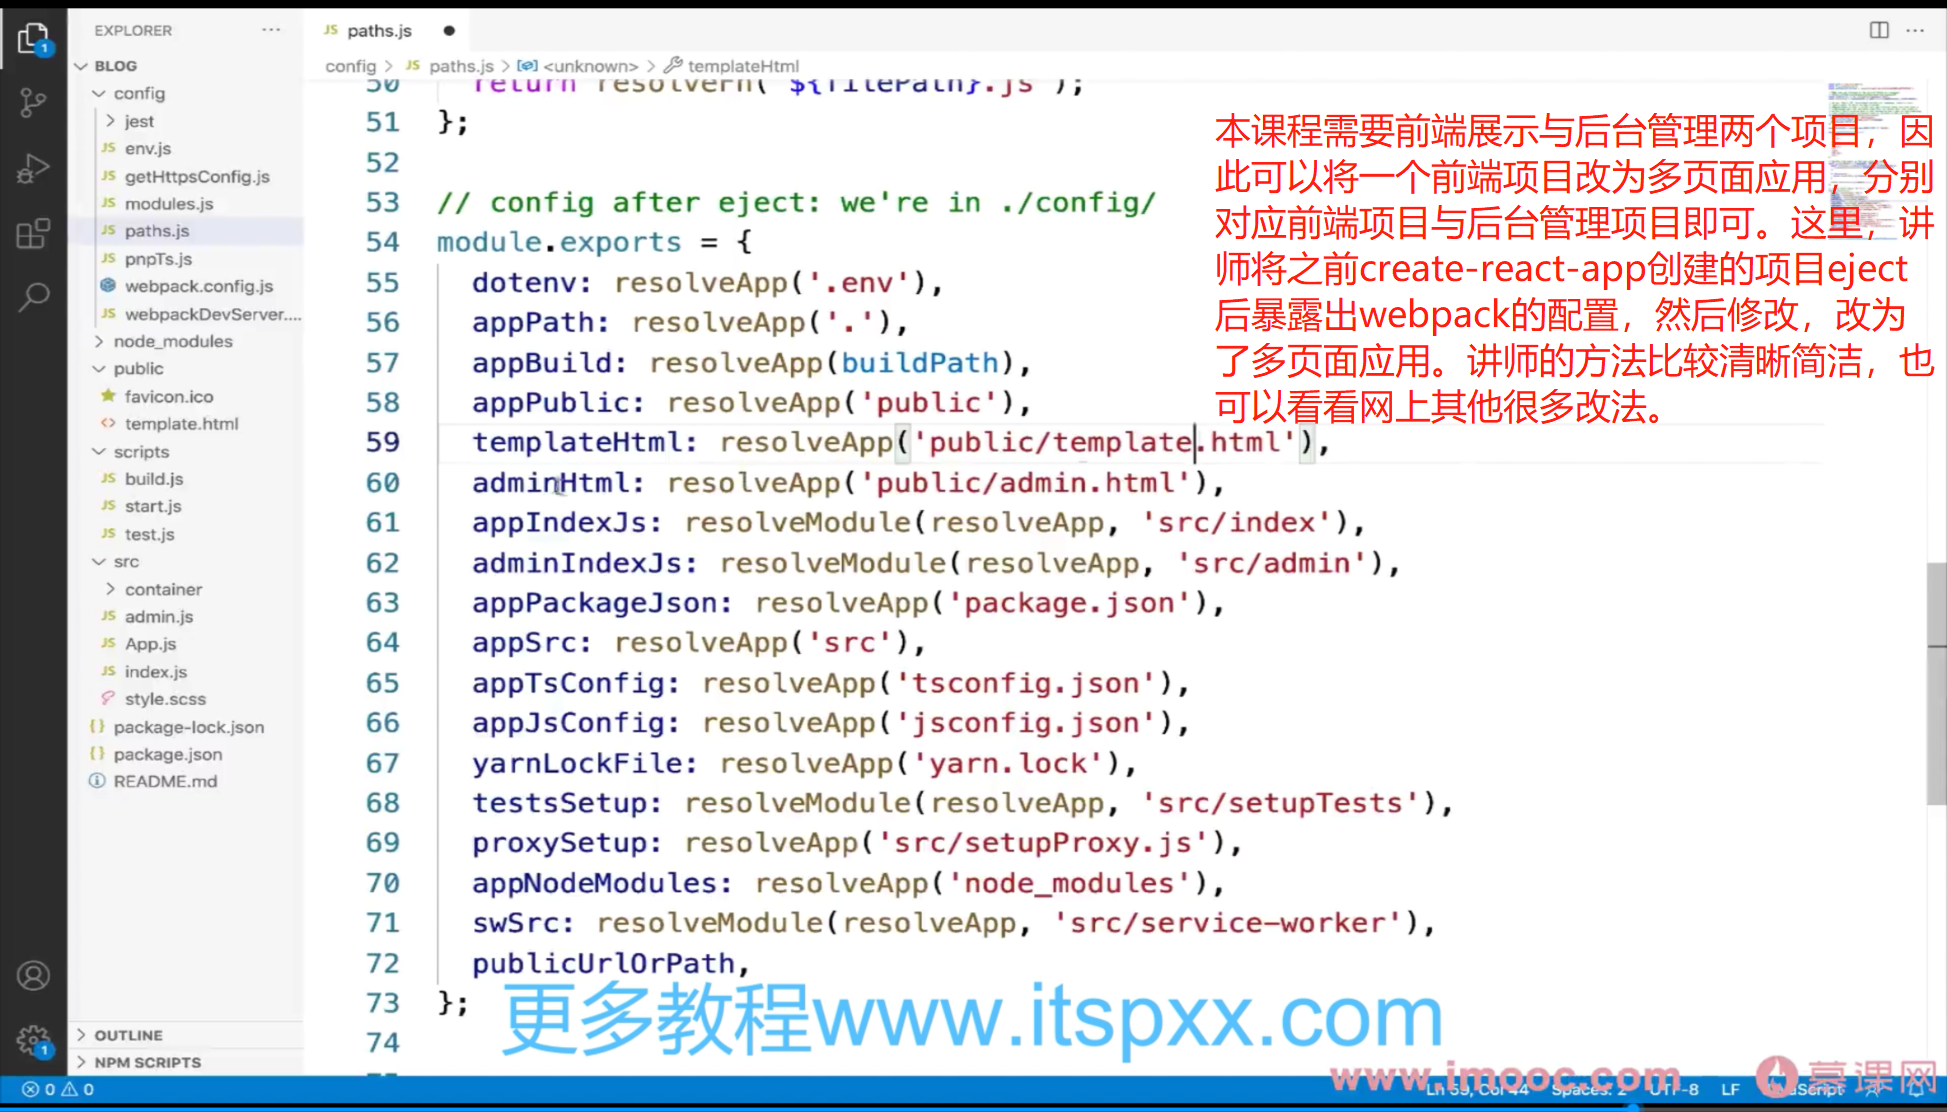 EXPLORER
···
JS paths.js
BLOG
config > JS paths.js > <unknown> > templateHtml
config
jest
JS env.js
JS getHttpsConfig.js
JS modules.js
JS paths.js
JS pnpTs.js
webpack.config.js
JS webpackDevServer....
node_modules
public
favicon.ico
<> template.html
scripts
JS build.js
JS start.js
JS test.js
src
container
JS admin.js
JS App.js
JS index.js
style.scss
{} package-lock.json
{} package.json
README.md
OUTLINE
NPM SCRIPTS
50 return resolveFn(`${filePath}.js`);
51 };
52
53 // config after eject: we're in ./config/
54 module.exports = {
55 dotenv: resolveApp('.env'),
56 appPath: resolveApp('.'),
57 appBuild: resolveApp(buildPath),
58 appPublic: resolveApp('public'),
59 templateHtml: resolveApp('public/template.html'),
60 adminHtml: resolveApp('public/admin.html'),
61 appIndexJs: resolveModule(resolveApp, 'src/index'),
62 adminIndexJs: resolveModule(resolveApp, 'src/admin'),
63 appPackageJson: resolveApp('package.json'),
64 appSrc: resolveApp('src'),
65 appTsConfig: resolveApp('tsconfig.json'),
66 appJsConfig: resolveApp('jsconfig.json'),
67 yarnLockFile: resolveApp('yarn.lock'),
68 testsSetup: resolveModule(resolveApp, 'src/setupTests'),
69 proxySetup: resolveApp('src/setupProxy.js'),
70 appNodeModules: resolveApp('node_modules'),
71 swSrc: resolveModule(resolveApp, 'src/service-worker'),
72 publicUrlOrPath,
73 };
74
本课程需要前端展示与后台管理两个项目，因
此可以将一个前端项目改为多页面应用，分别
对应前端项目与后台管理项目即可。这里，讲
师将之前create-react-app创建的项目eject
后暴露出webpack的配置，然后修改，改为
了多页面应用。讲师的方法比较清晰简洁，也
可以看看网上其他很多改法。
更多教程www.itspxx.com
www.imooc.com 慕课网
0 0
Ln 59, Col 44 Spaces: 2 UTF-8 LF JavaScript